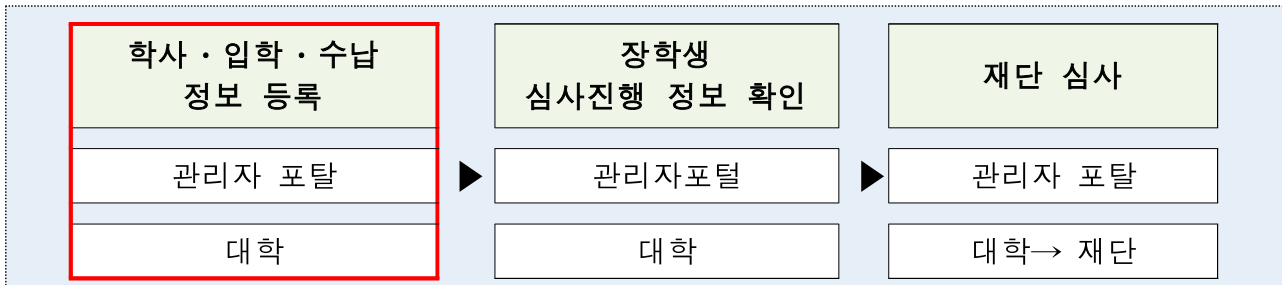 학사·입학·수납
정보 등록
장학생
심사진행 정보 확인
재단 심사
관리자 포탈
▶
관리자포털
▶
관리자 포탈
대학
대학
대학→ 재단